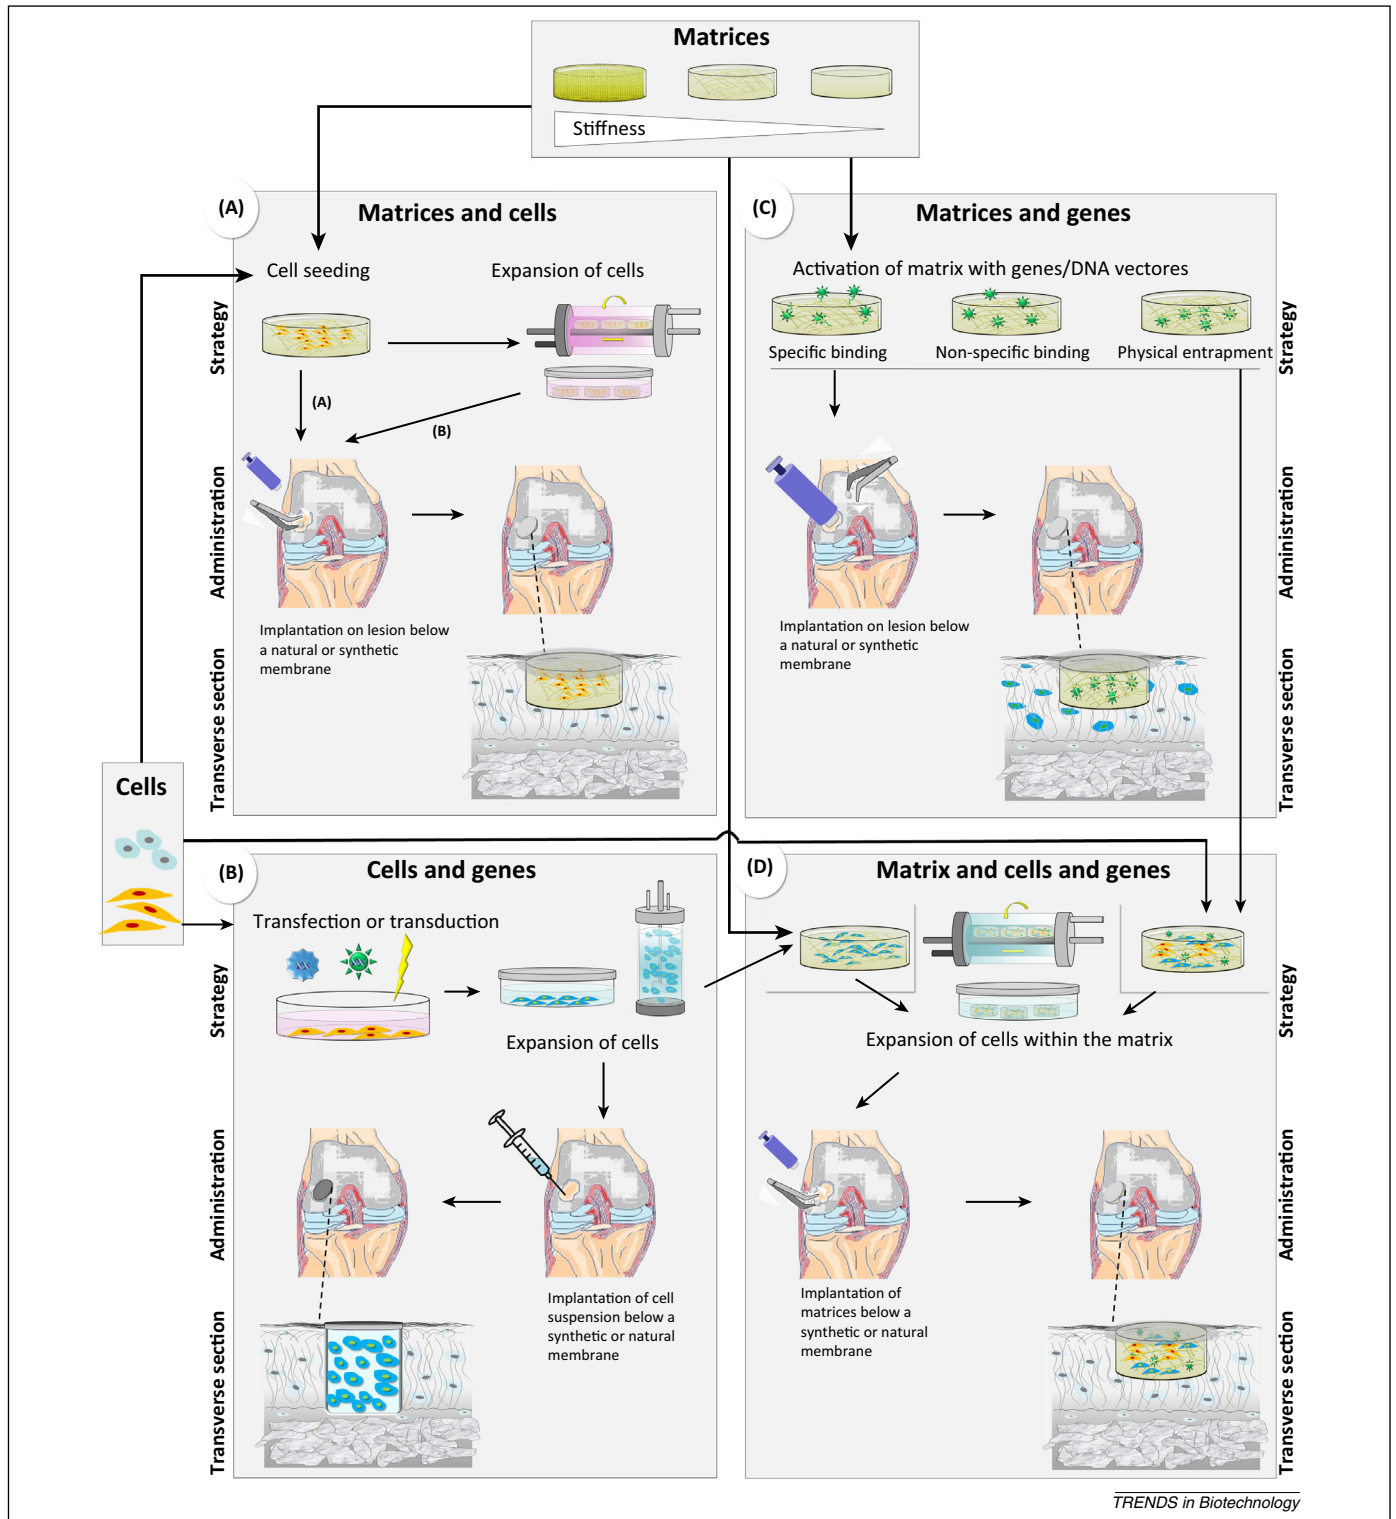 Matrices
Stiffness
(A)
Matrices and cells
Cell seeding
Expansion of cells
(A)
(B)
Implantation on lesion below
a natural or synthetic
membrane
Strategy
Administration
Transverse section
(C)
Matrices and genes
Activation of matrix with genes/DNA vectores
Specific binding
Non-specific binding
Physical entrapment
Implantation on lesion below
a natural or synthetic
membrane
Strategy
Administration
Transverse section
Cells
(B)
Cells and genes
Transfection or transduction
Expansion of cells
Implantation of cell
suspension below a
synthetic or natural
membrane
Strategy
Administration
Transverse section
(D)
Matrix and cells and genes
Expansion of cells within the matrix
Implantation of
matrices below a
synthetic or natural
membrane
Strategy
Administration
Transverse section
TRENDS in Biotechnology